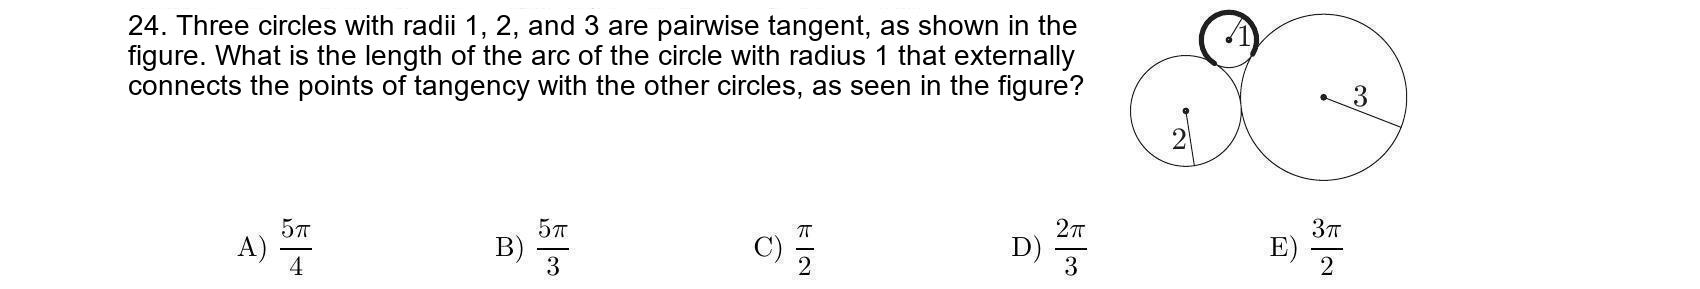 24. Three circles with radii 1, 2, and 3 are pairwise tangent, as shown in the
figure. What is the length of the arc of the circle with radius 1 that externally
connects the points of tangency with the other circles, as seen in the figure?
1
3
2
A) 5π/4 B) 5π/3 C) π/2 D) 2π/3 E) 3π/2